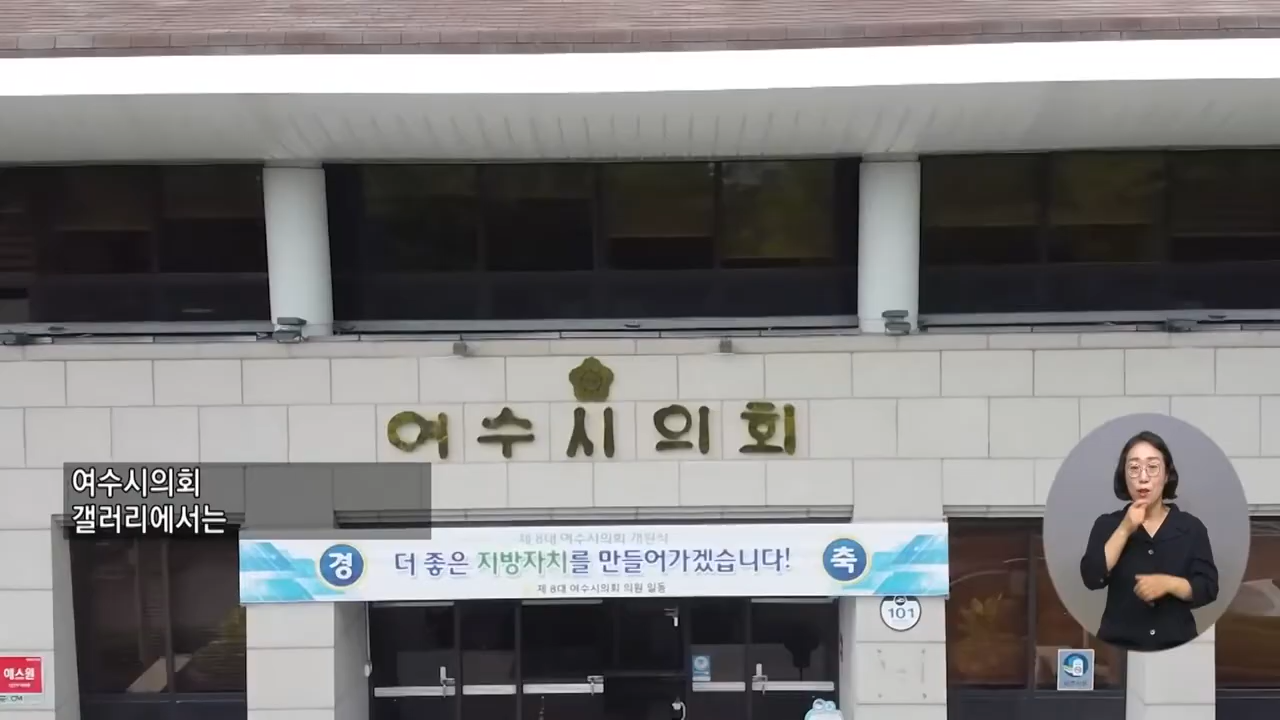 여수시의회
여수시의회
갤러리에서는
제 8대 여수시의회 개원식
경 더 좋은 지방자치를 만들어가겠습니다! 축
제 8대 여수시의회 의원 일동
101
에스원